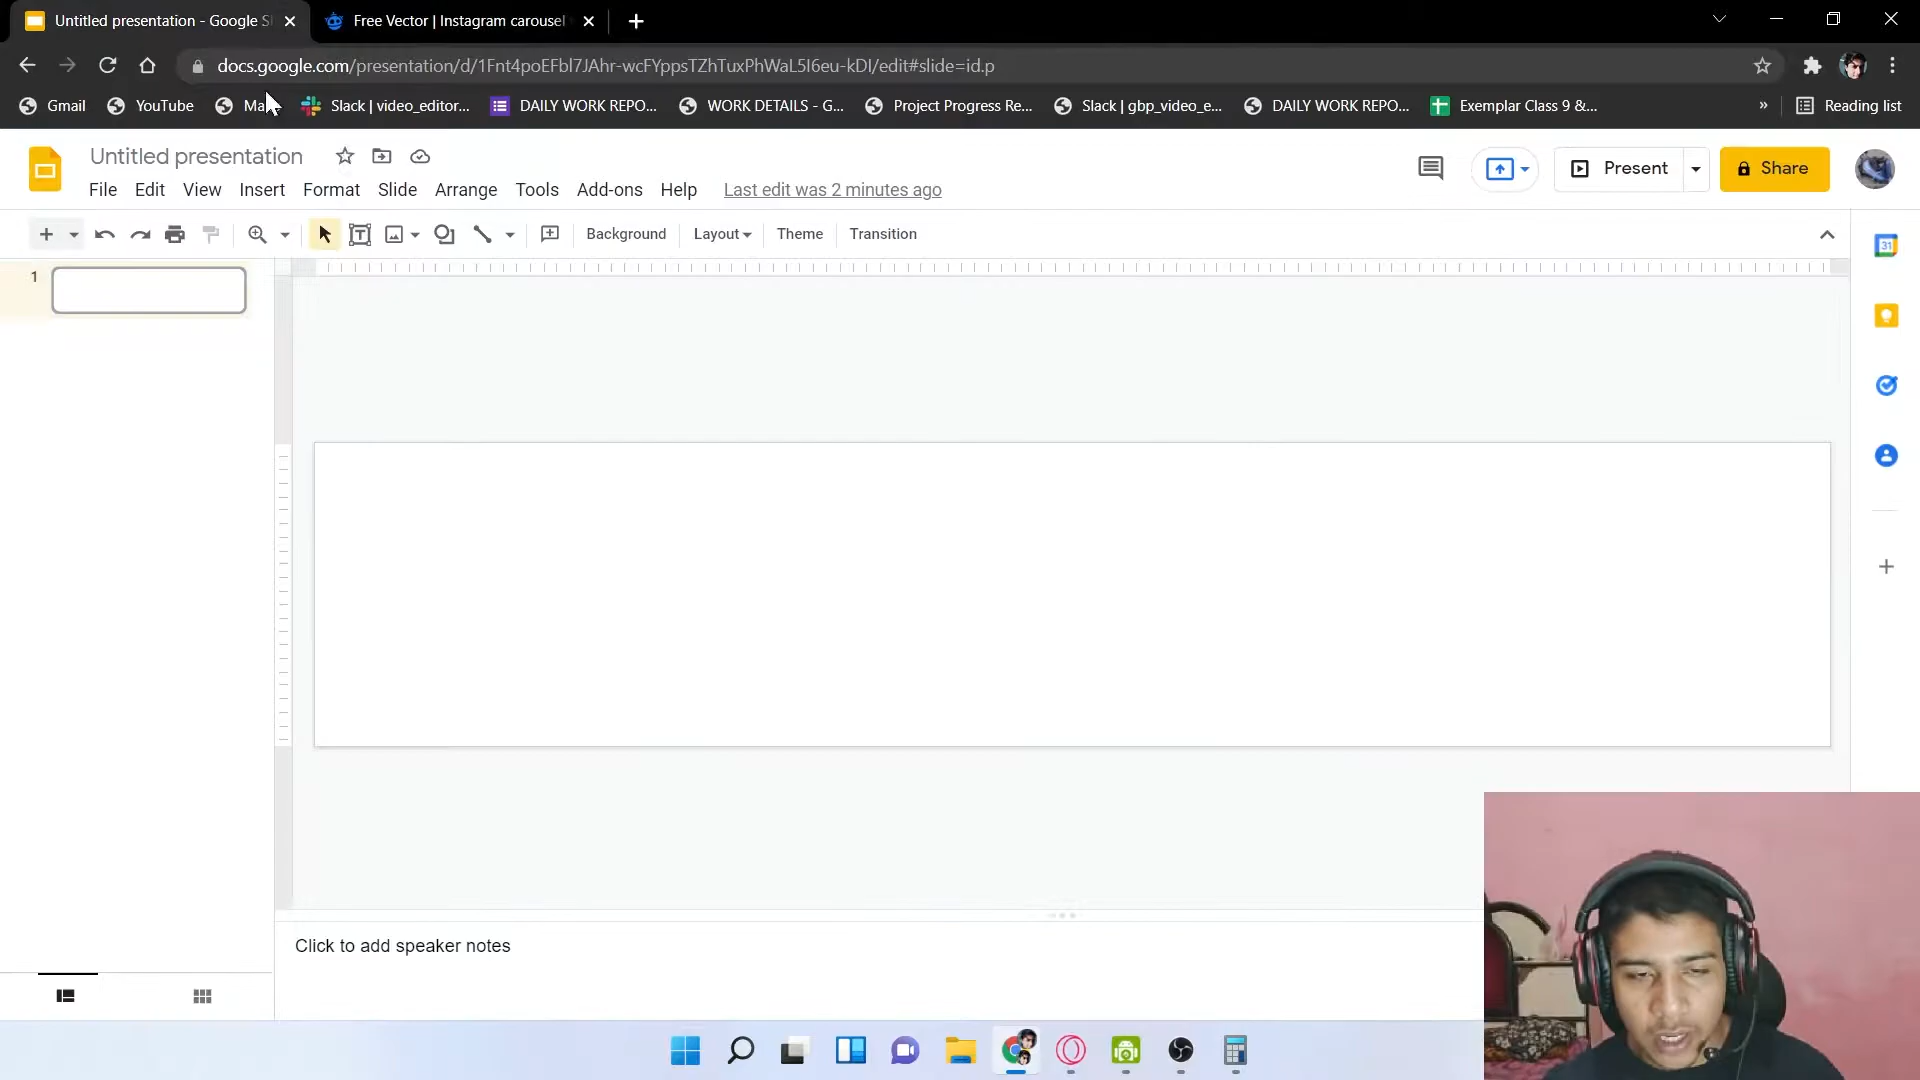 Untitled presentation - Google S
Free Vector | Instagram carousel
docs.google.com/presentation/d/1Fnt4poEFbl7JAhr-wcFYppsTZhTuxPhWaL5I6eu-kDI/edit#slide=id.p
Gmail
YouTube
Slack | video_editor...
DAILY WORK REPO...
WORK DETAILS - G...
Project Progress Re...
Slack | gbp_video_e...
DAILY WORK REPO...
Exemplar Class 9 &...
»
Reading list
Untitled presentation
Present
Share
File Edit View Insert Format Slide Arrange Tools Add-ons Help Last edit was 2 minutes ago
Background
Layout
Theme
Transition
31
1
Click to add speaker notes